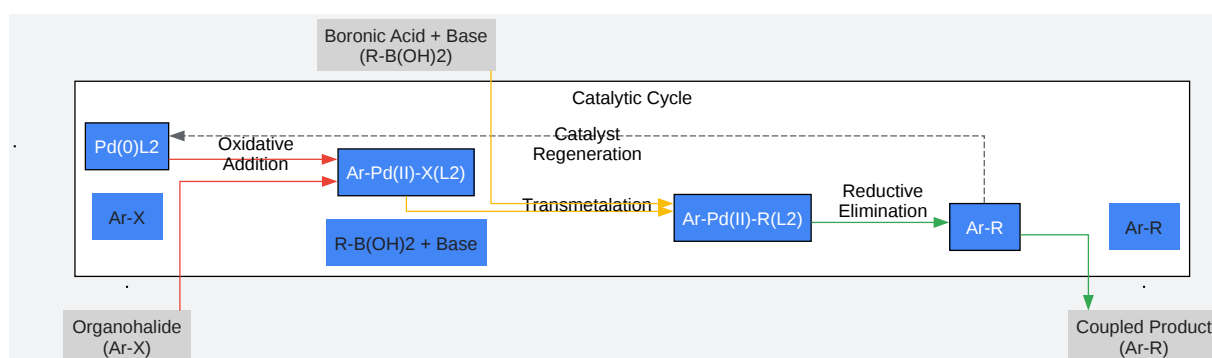 Boronic Acid + Base
(R-B(OH)2)
Catalytic Cycle
Pd(0)L2
Oxidative
Addition
Catalyst
Regeneration
Ar-Pd(II)-X(L2)
Ar-X
Transmetalation
Ar-Pd(II)-R(L2)
Reductive
Elimination
Ar-R
Ar-R
R-B(OH)2 + Base
Organohalide
(Ar-X)
Coupled Product
(Ar-R)